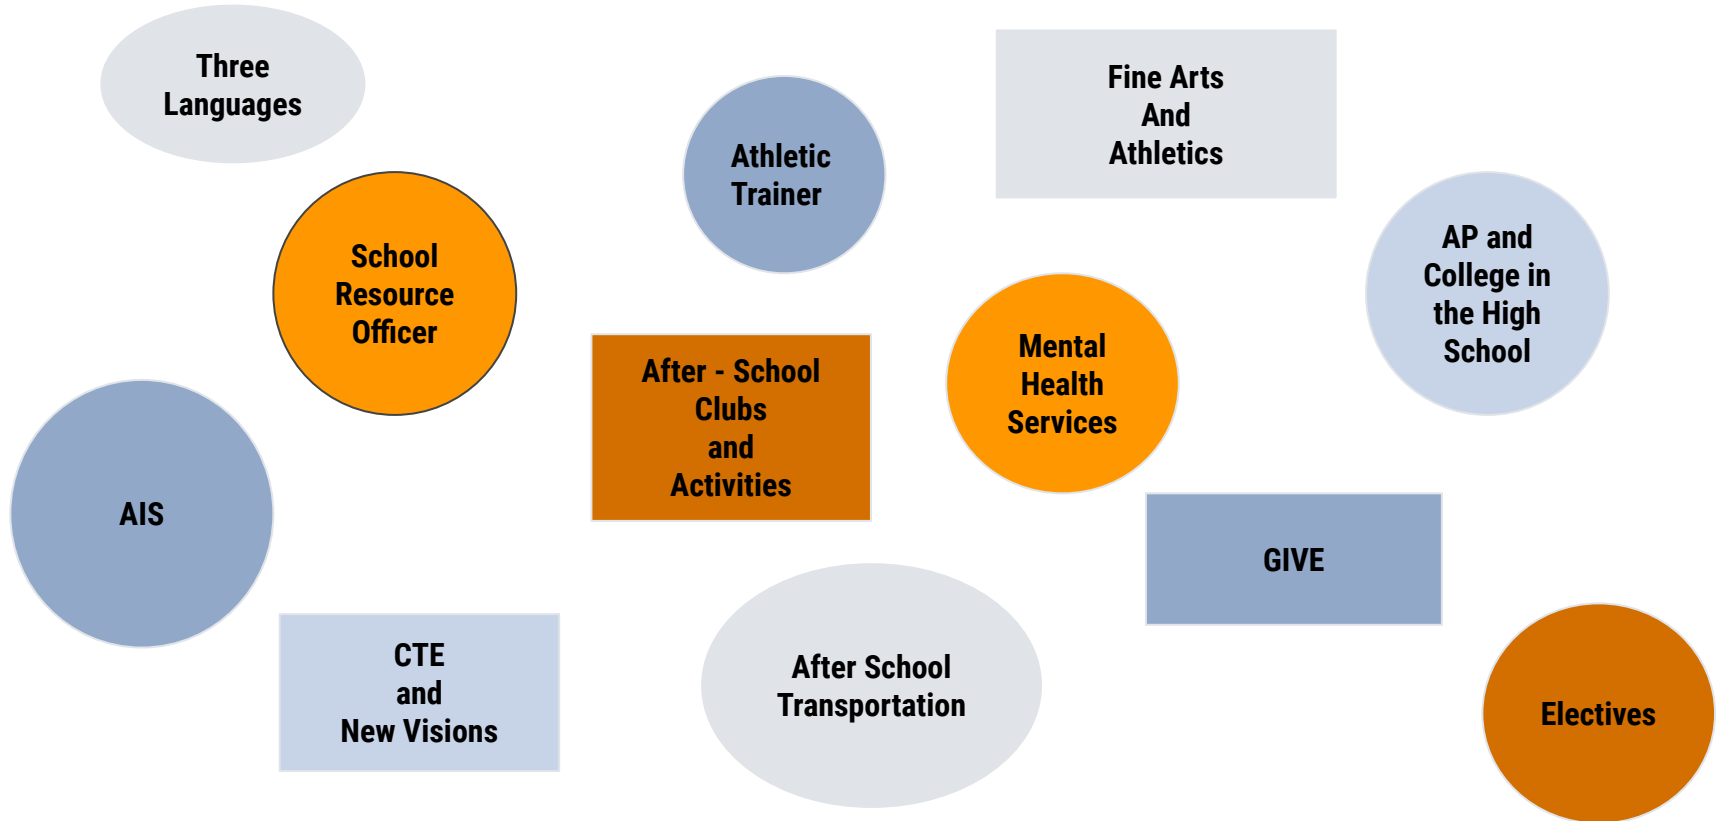 Three
Languages
Fine Arts
And
Athletics
Athletic
Trainer
School
Resource
Officer
AP and
College in
the High
School
After - School
Clubs
and
Activities
Mental
Health
Services
AIS
GIVE
CTE
and
New Visions
After School
Transportation
Electives